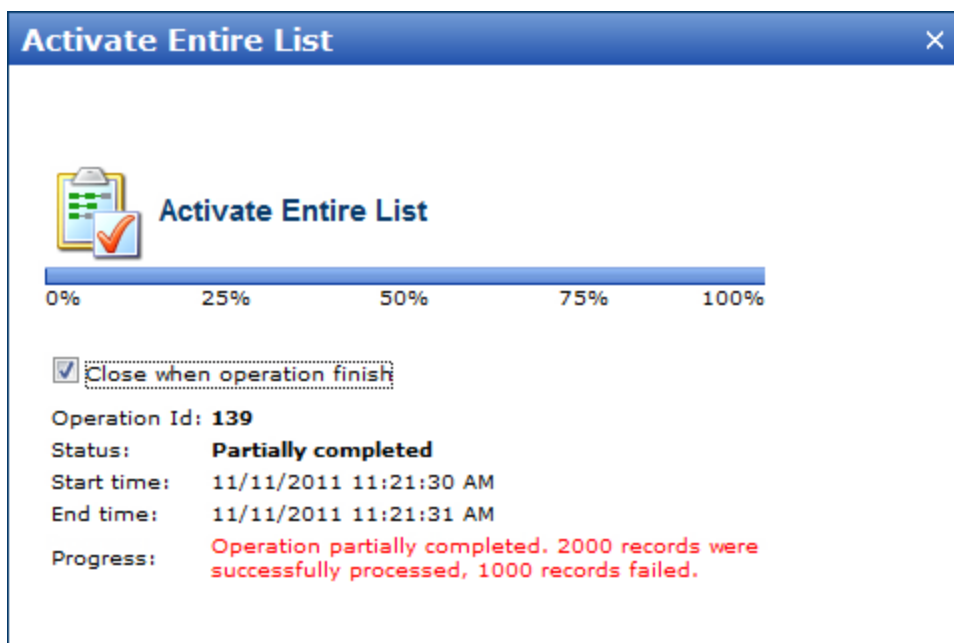 Activate Entire List
Activate Entire List
0% 25% 50% 75% 100%
Close when operation finish
Operation Id: 139
Status: Partially completed
Start time: 11/11/2011 11:21:30 AM
End time: 11/11/2011 11:21:31 AM
Progress: Operation partially completed. 2000 records were
successfully processed, 1000 records failed.